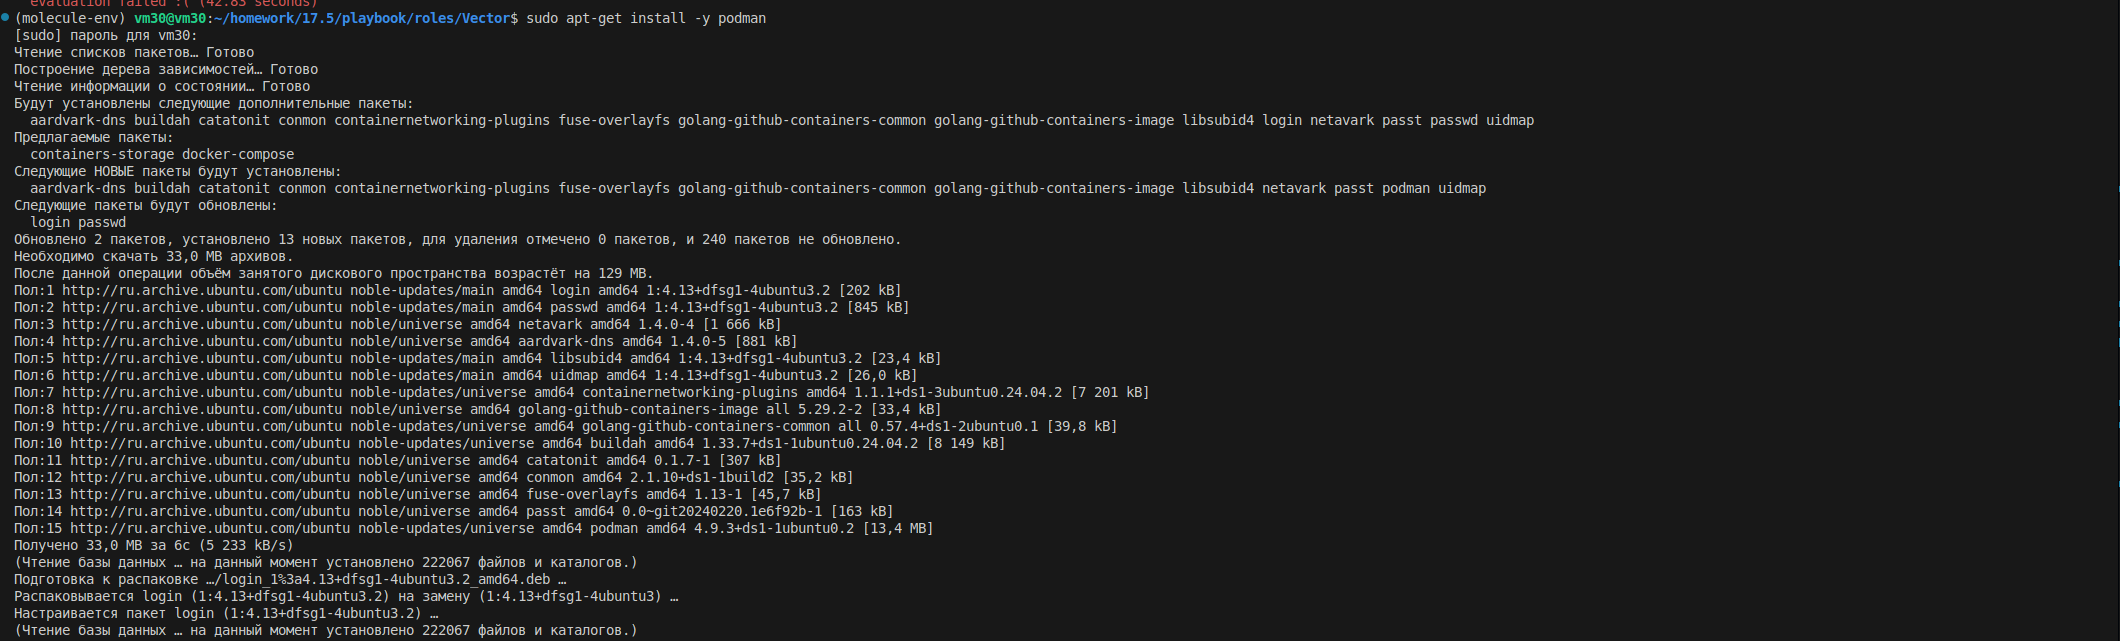 evaluation failed :( (42.83 seconds)
(molecule-env) vm30@vm30:~/homework/17.5/playbook/roles/Vector$ sudo apt-get install -y podman
[sudo] пароль для vm30:
Чтение списков пакетов… Готово
Построение дерева зависимостей… Готово
Чтение информации о состоянии… Готово
Будут установлены следующие дополнительные пакеты:
  aardvark-dns buildah catatonit conmon containernetworking-plugins fuse-overlayfs golang-github-containers-common golang-github-containers-image libsubid4 login netavark passt passwd uidmap
Предлагаемые пакеты:
  containers-storage docker-compose
Следующие НОВЫЕ пакеты будут установлены:
  aardvark-dns buildah catatonit conmon containernetworking-plugins fuse-overlayfs golang-github-containers-common golang-github-containers-image libsubid4 netavark passt podman uidmap
Следующие пакеты будут обновлены:
  login passwd
Обновлено 2 пакетов, установлено 13 новых пакетов, для удаления отмечено 0 пакетов, и 240 пакетов не обновлено.
Необходимо скачать 33,0 MB архивов.
После данной операции объём занятого дискового пространства возрастёт на 129 MB.
Пол:1 http://ru.archive.ubuntu.com/ubuntu noble-updates/main amd64 login amd64 1:4.13+dfsg1-4ubuntu3.2 [202 kB]
Пол:2 http://ru.archive.ubuntu.com/ubuntu noble-updates/main amd64 passwd amd64 1:4.13+dfsg1-4ubuntu3.2 [845 kB]
Пол:3 http://ru.archive.ubuntu.com/ubuntu noble/universe amd64 netavark amd64 1.4.0-4 [1 666 kB]
Пол:4 http://ru.archive.ubuntu.com/ubuntu noble/universe amd64 aardvark-dns amd64 1.4.0-5 [881 kB]
Пол:5 http://ru.archive.ubuntu.com/ubuntu noble-updates/main amd64 libsubid4 amd64 1:4.13+dfsg1-4ubuntu3.2 [23,4 kB]
Пол:6 http://ru.archive.ubuntu.com/ubuntu noble-updates/main amd64 uidmap amd64 1:4.13+dfsg1-4ubuntu3.2 [26,0 kB]
Пол:7 http://ru.archive.ubuntu.com/ubuntu noble-updates/universe amd64 containernetworking-plugins amd64 1.1.1+ds1-3ubuntu0.24.04.2 [7 201 kB]
Пол:8 http://ru.archive.ubuntu.com/ubuntu noble/universe amd64 golang-github-containers-image all 5.29.2-2 [33,4 kB]
Пол:9 http://ru.archive.ubuntu.com/ubuntu noble-updates/universe amd64 golang-github-containers-common all 0.57.4+ds1-2ubuntu0.1 [39,8 kB]
Пол:10 http://ru.archive.ubuntu.com/ubuntu noble-updates/universe amd64 buildah amd64 1.33.7+ds1-1ubuntu0.24.04.2 [8 149 kB]
Пол:11 http://ru.archive.ubuntu.com/ubuntu noble/universe amd64 catatonit amd64 0.1.7-1 [307 kB]
Пол:12 http://ru.archive.ubuntu.com/ubuntu noble/universe amd64 conmon amd64 2.1.10+ds1-1build2 [35,2 kB]
Пол:13 http://ru.archive.ubuntu.com/ubuntu noble/universe amd64 fuse-overlayfs amd64 1.13-1 [45,7 kB]
Пол:14 http://ru.archive.ubuntu.com/ubuntu noble/universe amd64 passt amd64 0.0~git20240220.1e6f92b-1 [163 kB]
Пол:15 http://ru.archive.ubuntu.com/ubuntu noble-updates/universe amd64 podman amd64 4.9.3+ds1-1ubuntu0.2 [13,4 MB]
Получено 33,0 MB за 6с (5 233 kB/s)
(Чтение базы данных … на данный момент установлено 222067 файлов и каталогов.)
Подготовка к распаковке …/login_1%3a4.13+dfsg1-4ubuntu3.2_amd64.deb …
Распаковывается login (1:4.13+dfsg1-4ubuntu3.2) на замену (1:4.13+dfsg1-4ubuntu3) …
Настраивается пакет login (1:4.13+dfsg1-4ubuntu3.2) …
(Чтение базы данных … на данный момент установлено 222067 файлов и каталогов.)